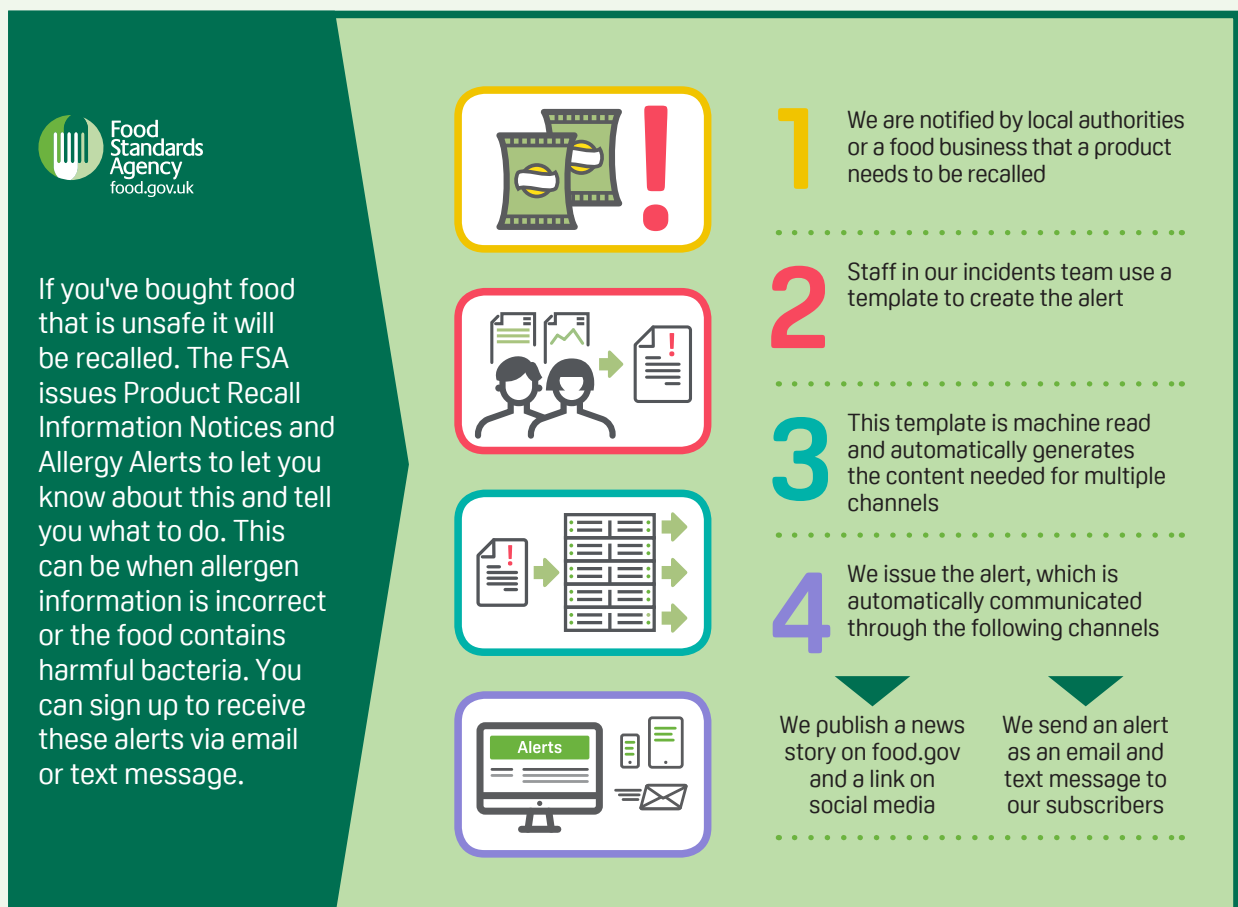 Food
Standards
Agency
food.gov.uk
If you've bought food
that is unsafe it will
be recalled. The FSA
issues Product Recall
Information Notices and
Allergy Alerts to let you
know about this and tell
you what to do. This
can be when allergen
information is incorrect
or the food contains
harmful bacteria. You
can sign up to receive
these alerts via email
or text message.
1
We are notified by local authorities
or a food business that a product
needs to be recalled
2
Staff in our incidents team use a
template to create the alert
3
This template is machine read
and automatically generates
the content needed for multiple
channels
4
We issue the alert, which is
automatically communicated
through the following channels
Alerts
We publish a news
story on food.gov
and a link on
social media
We send an alert
as an email and
text message to
our subscribers